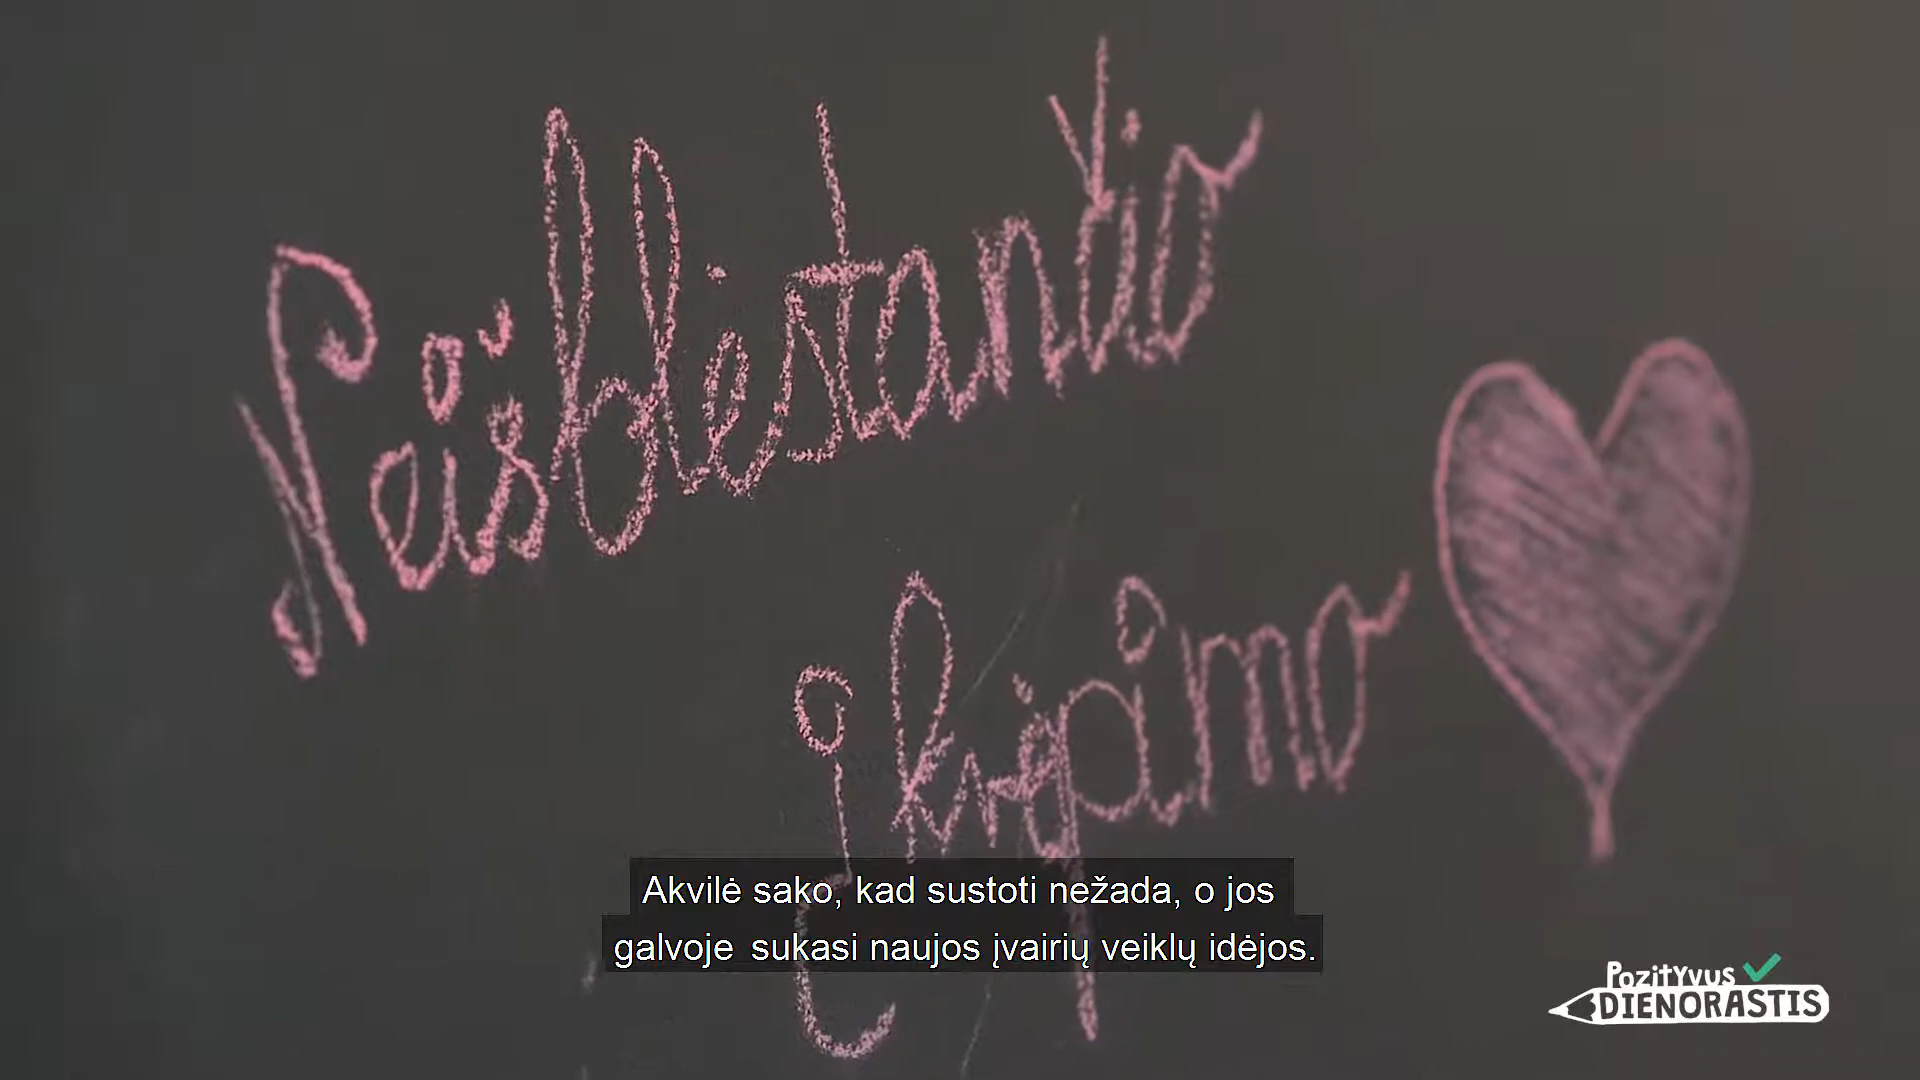 Neišblėstančio
įkvėpimo
Akvilė sako, kad sustoti nežada, o jos
galvoje sukasi naujos įvairių veiklų idėjos.
POZITYVUS
DIENORASTIS